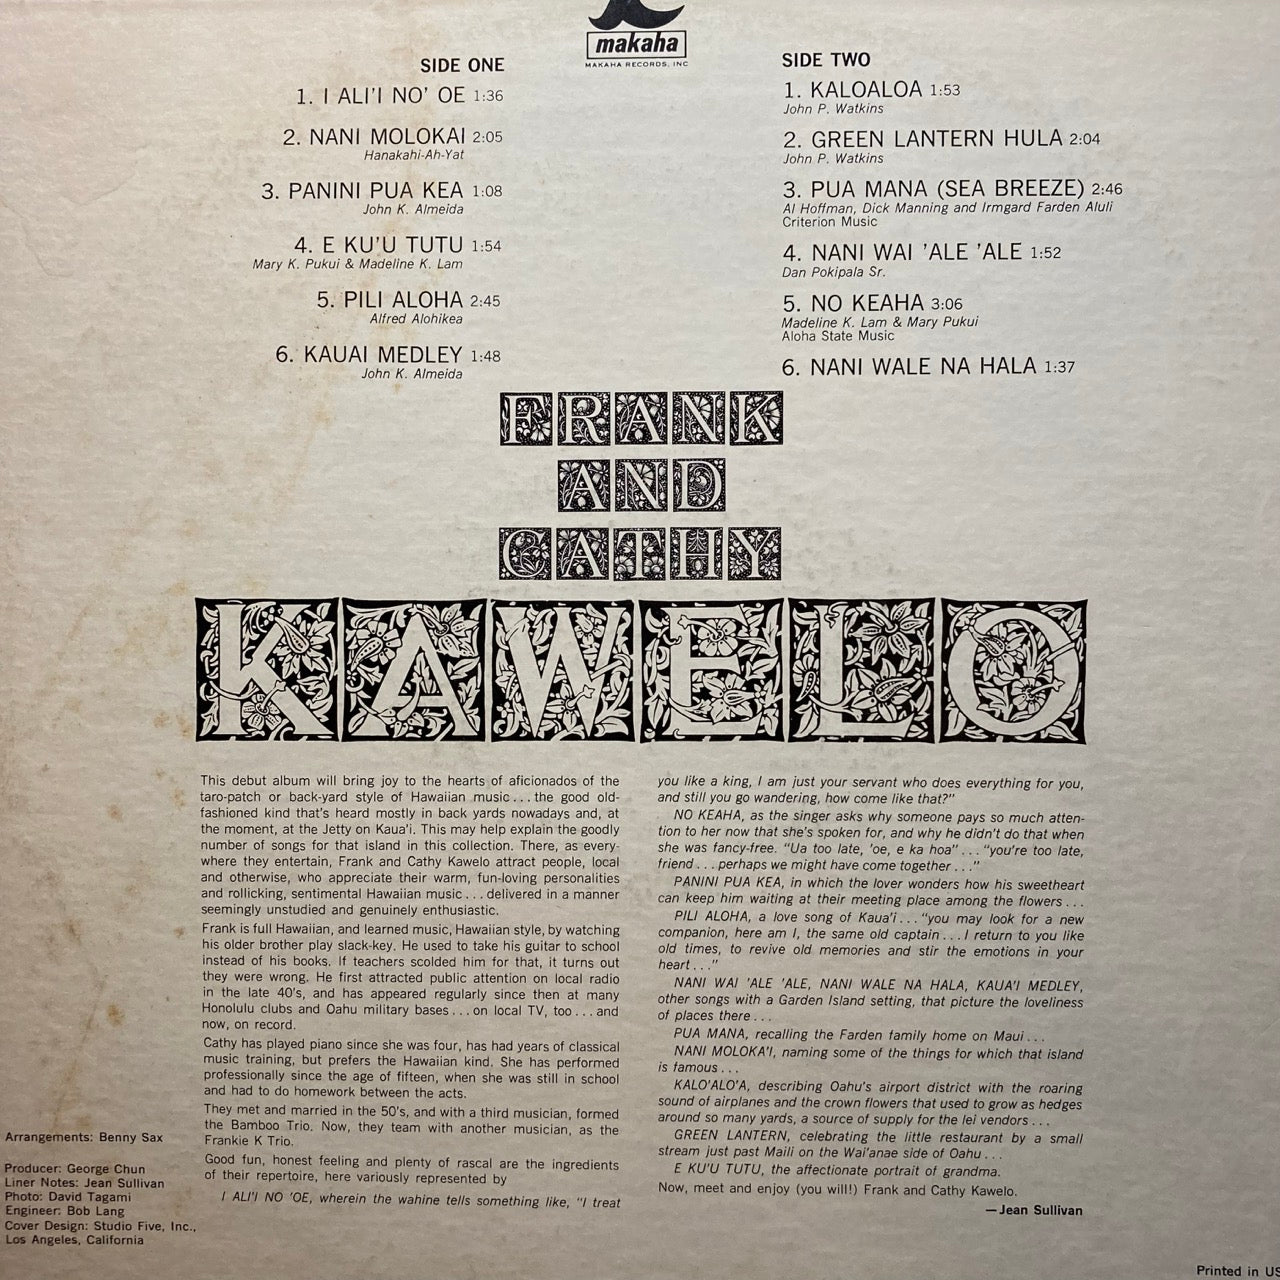 makaha
MAKAHA RECORDS, INC
SIDE ONE
1. I ALI'I NO' OE 1:36
2. NANI MOLOKAI 2:05
Hanakahi-Ah-Yat
3. PANINI PUA KEA 1:08
John K. Almeida
4. E KU'U TUTU 1:54
Mary K. Pukui & Madeline K. Lam
5. PILI ALOHA 2:45
Alfred Alohikea
6. KAUAI MEDLEY 1:48
John K. Almeida
SIDE TWO
1. KALOALOA 1:53
John P. Watkins
2. GREEN LANTERN HULA 2:04
John P. Watkins
3. PUA MANA (SEA BREEZE) 2:46
Al Hoffman, Dick Manning and Irmgard Farden Aluli
Criterion Music
4. NANI WAI 'ALE 'ALE 1:52
Dan Pokipala Sr.
5. NO KEAHA 3:06
Madeline K. Lam & Mary Pukui
Aloha State Music
6. NANI WALE NA HALA 1:37
FRANK
AND
CATHY
KAWELO
This debut album will bring joy to the hearts of aficionados of the
taro-patch or back-yard style of Hawaiian music...the good old-
fashioned kind that's heard mostly in back yards nowadays and, at
the moment, at the Jetty on Kaua'i. This may help explain the goodly
number of songs for that island in this collection. There, as every-
where they entertain, Frank and Cathy Kawelo attract people, local
and otherwise, who appreciate their warm, fun-loving personalities
and rollicking, sentimental Hawaiian music...delivered in a manner
seemingly unstudied and genuinely enthusiastic.
Frank is full Hawaiian, and learned music, Hawaiian style, by watching
his older brother play slack-key. He used to take his guitar to school
instead of his books. If teachers scolded him for that, it turns out
they were wrong. He first attracted public attention on local radio
in the late 40's, and has appeared regularly since then at many
Honolulu clubs and Oahu military bases...on local TV, too...and
now, on record.
Cathy has played piano since she was four, has had years of classical
music training, but prefers the Hawaiian kind. She has performed
professionally since the age of fifteen, when she was still in school
and had to do homework between the acts.
They met and married in the 50's, and with a third musician, formed
the Bamboo Trio. Now, they team with another musician, as the
Frankie K Trio.
Good fun, honest feeling and plenty of rascal are the ingredients
of their repertoire, here variously represented by
I ALI'I NO 'OE, wherein the wahine tells something like, "I treat
you like a king, I am just your servant who does everything for you,
and still you go wandering, how come like that?"
NO KEAHA, as the singer asks why someone pays so much atten-
tion to her now that she's spoken for, and why he didn't do that when
she was fancy-free. "Ua too late, 'oe, e ka hoa"..."you're too late,
friend...perhaps we might have come together..."
PANINI PUA KEA, in which the lover wonders how his sweetheart
can keep him waiting at their meeting place among the flowers...
PILI ALOHA, a love song of Kaua'i..."you may look for a new
companion, here am I, the same old captain...I return to you like
old times, to revive old memories and stir the emotions in your
heart..."
NANI WAI 'ALE 'ALE, NANI WALE NA HALA, KAUA'I MEDLEY,
other songs with a Garden Island setting, that picture the loveliness
of places there...
PUA MANA, recalling the Farden family home on Maui...
NANI MOLOKA'I, naming some of the things for which that island
is famous...
KALO'ALO'A, describing Oahu's airport district with the roaring
sound of airplanes and the crown flowers that used to grow as hedges
around so many yards, a source of supply for the lei vendors...
GREEN LANTERN, celebrating the little restaurant by a small
stream just past Maili on the Wai'anae side of Oahu...
E KU'U TUTU, the affectionate portrait of grandma.
Now, meet and enjoy (you will!) Frank and Cathy Kawelo.
—Jean Sullivan
Arrangements: Benny Sax
Producer: George Chun
Liner Notes: Jean Sullivan
Photo: David Tagami
Engineer: Bob Lang
Cover Design: Studio Five, Inc.,
Los Angeles, California
Printed in US